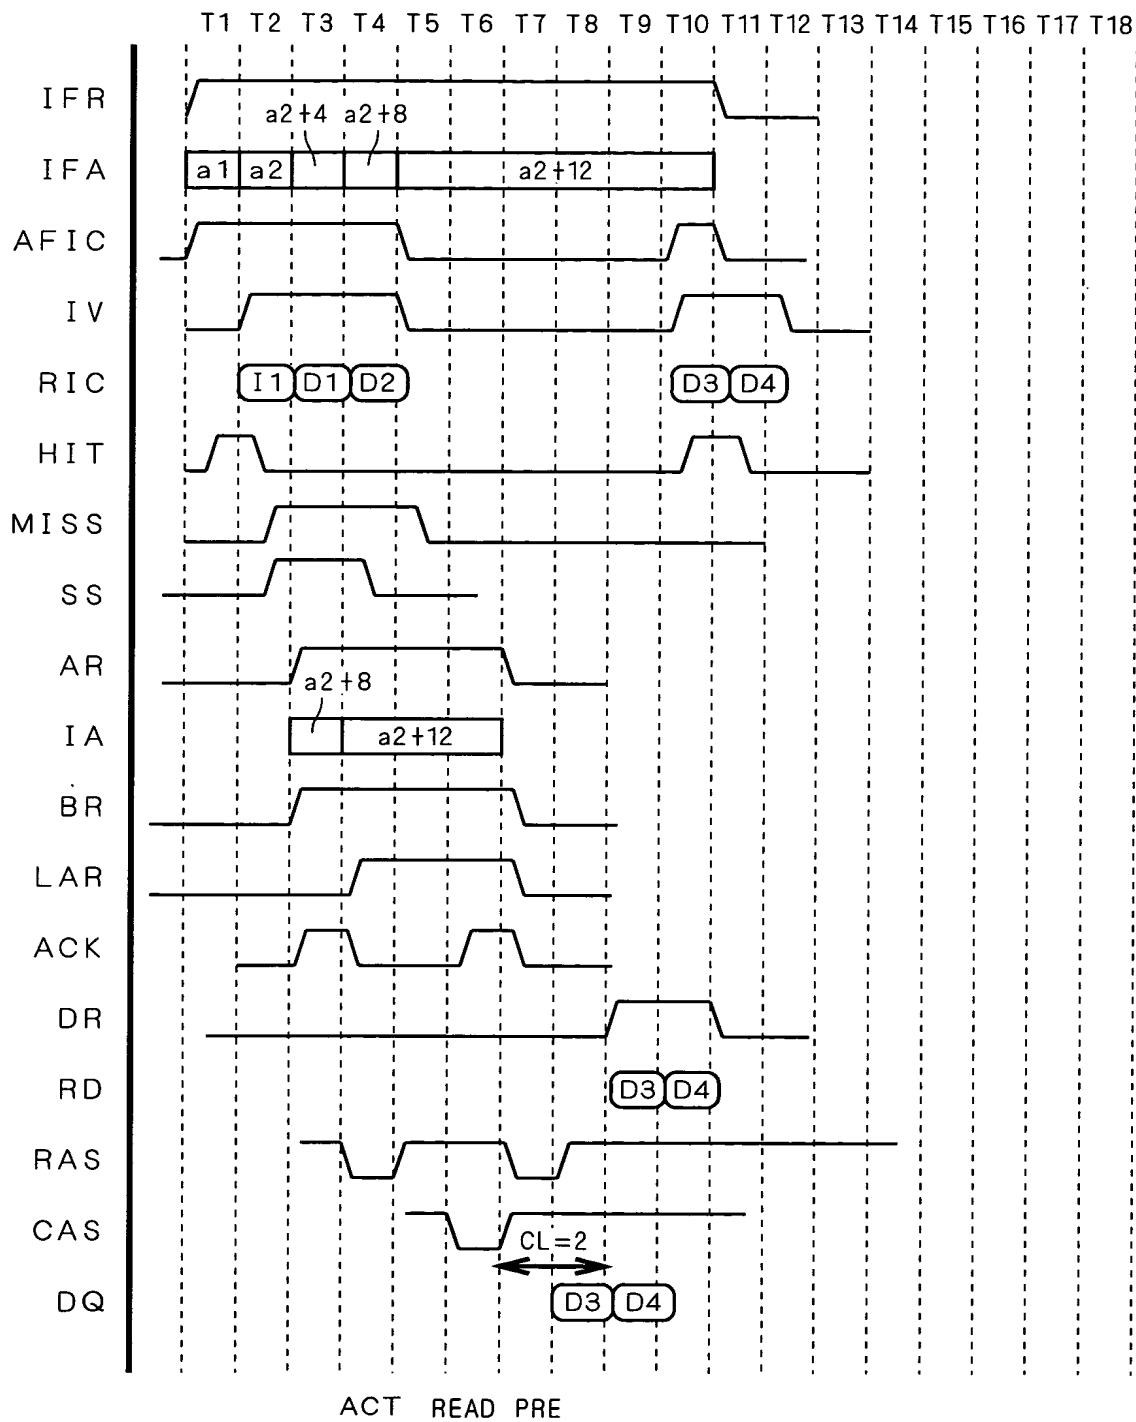 T1 T2 T3 T4 T5 T6 T7 T8 T9 T10 T11 T12 T13 T14 T15 T16 T17 T18
IFR
a2+4 a2+8
IFA a1 a2 a2+12
AFIC
IV
RIC I1 D1 D2 D3 D4
HIT
MISS
SS
AR
a2+8
IA a2+12
BR
LAR
ACK
DR
RD D3 D4
RAS
CAS
CL=2
DQ D3 D4
ACT READ PRE